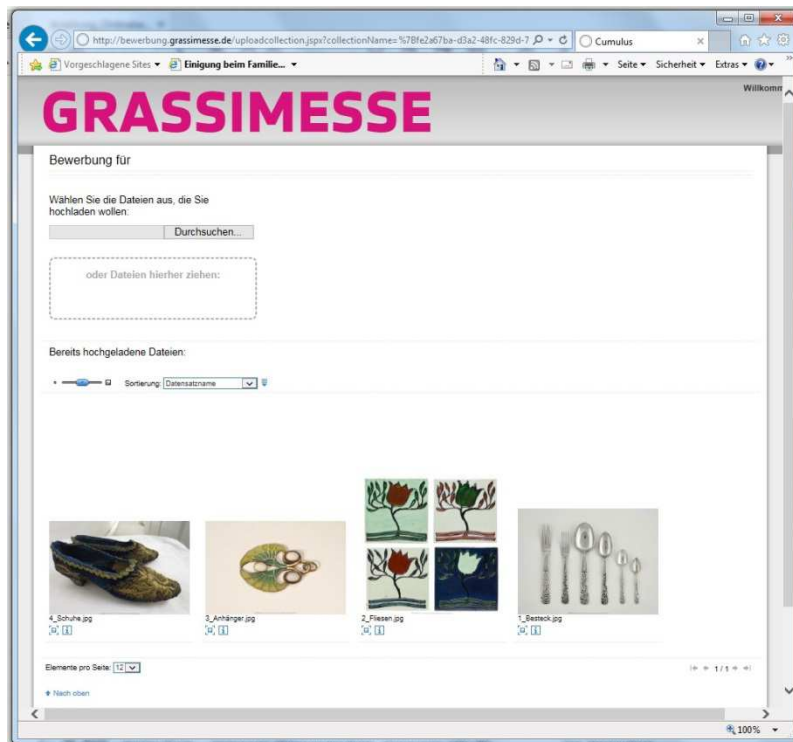 http://bewerbung.grassimesse.de/uploadcollection.jspx?collectionName=%7Bfe2a67ba-d3a2-48fc-829d-7
Cumulus
Vorgeschlagene Sites
Einigung beim Familie...
Seite
Sicherheit
Extras
Willkomm
GRASSIMESSE
Bewerbung für
Wählen Sie die Dateien aus, die Sie
hochladen wollen:
Durchsuchen...
oder Dateien hierher ziehen:
Bereits hochgeladene Dateien:
Sortierung: Datensatzname
4_Schuhe.jpg
3_Anhänger.jpg
2_Fliesen.jpg
1_Besteck.jpg
Elemente pro Seite: 12
1 / 1
Nach oben
100%